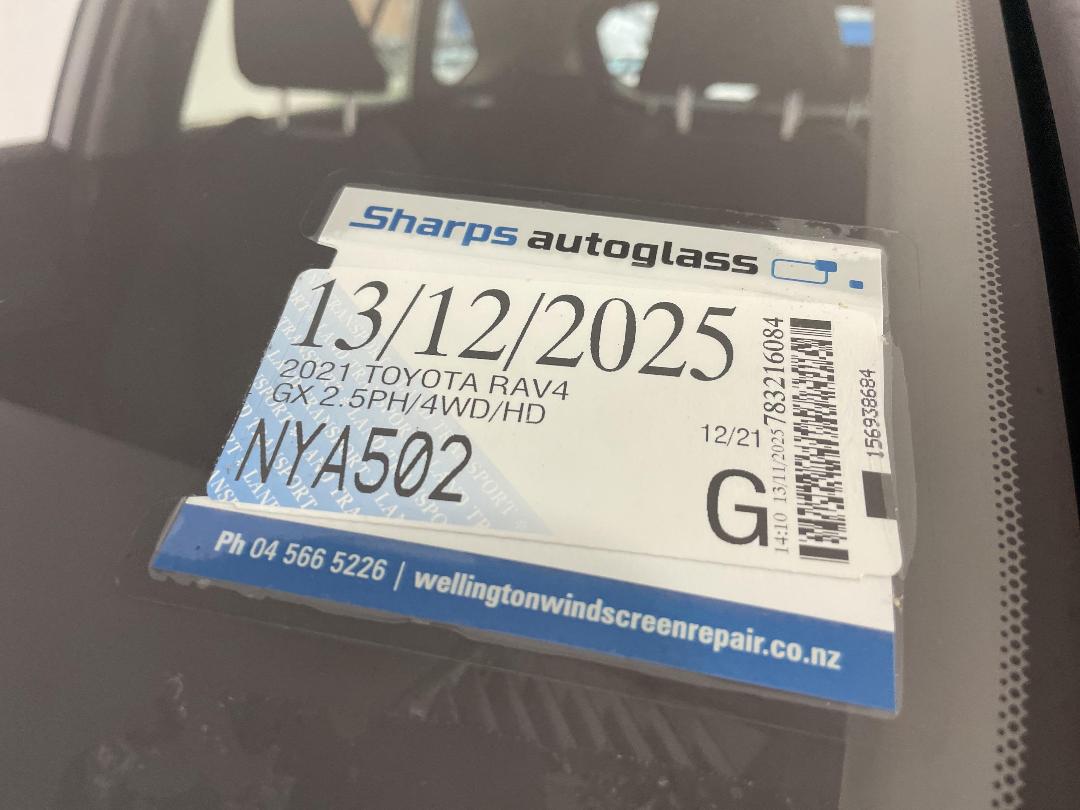 Sharps autoglass
13/12/2025
2021 TOYOTA RAV4
GX 2.5PH/4WD/HD
NYA502
12/21
G
14:10 13/11/2025 783216084
156938684
Ph 04 566 5226 | wellingtonwindscreenrepair.co.nz